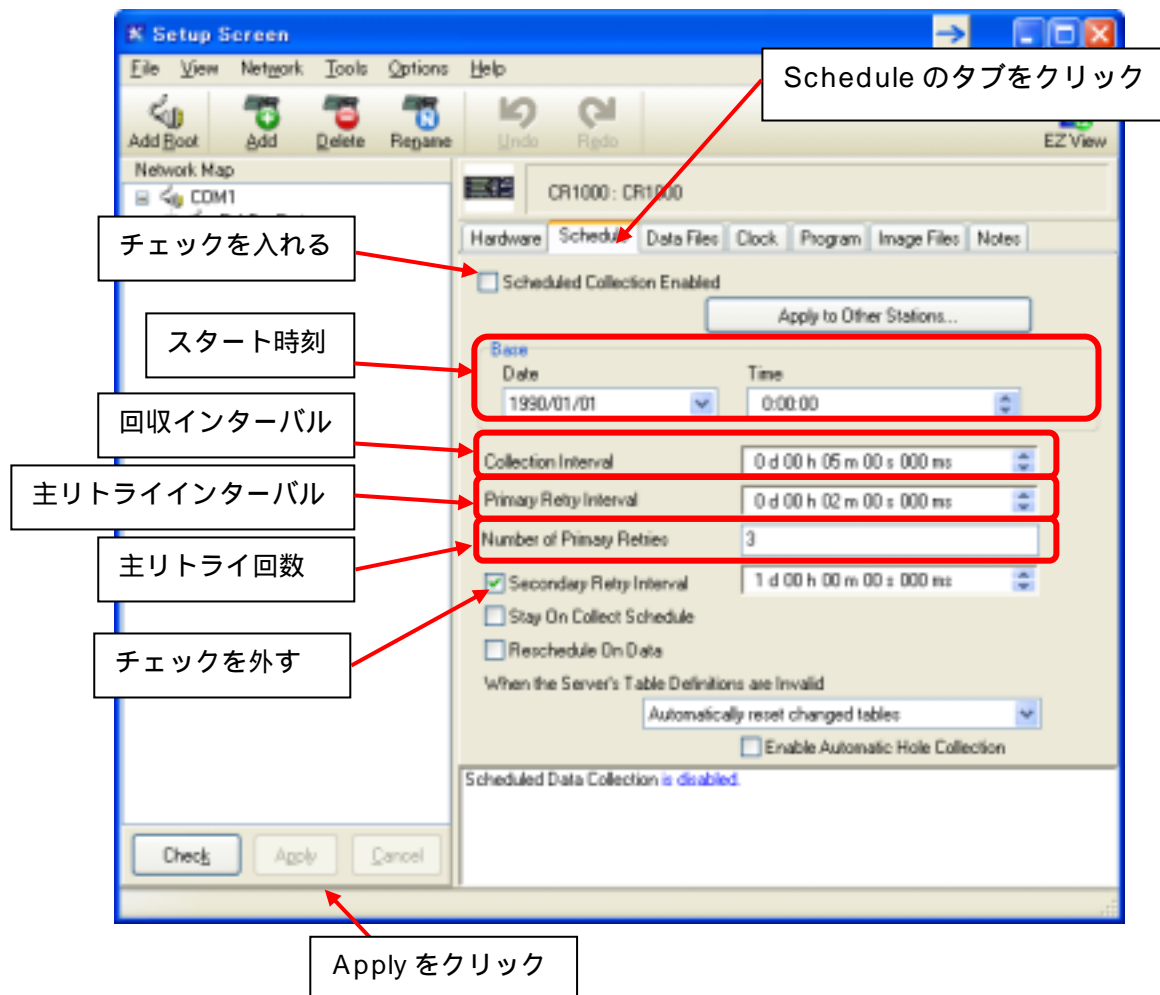 Setup Screen
File View Network Tools Options Help
Schedule のタブをクリック
Add Root Add Delete Rename Undo Redo EZ View
Network Map
COM1
CR1000 : CR1000
チェックを入れる
Hardware Schedule Data Files Clock Program Image Files Notes
Scheduled Collection Enabled
Apply to Other Stations...
スタート時刻
Base
Date Time
1990/01/01 0:00:00
回収インターバル
Collection Interval 0 d 00 h 05 m 00 s 000 ms
主リトライインターバル
Primary Retry Interval 0 d 00 h 02 m 00 s 000 ms
主リトライ回数
Number of Primary Retries 3
Secondary Retry Interval 1 d 00 h 00 m 00 s 000 ms
Stay On Collect Schedule
チェックを外す
Reschedule On Data
When the Server's Table Definitions are Invalid
Automatically reset changed tables
Enable Automatic Hole Collection
Scheduled Data Collection is disabled.
Check Apply Cancel
Apply をクリック